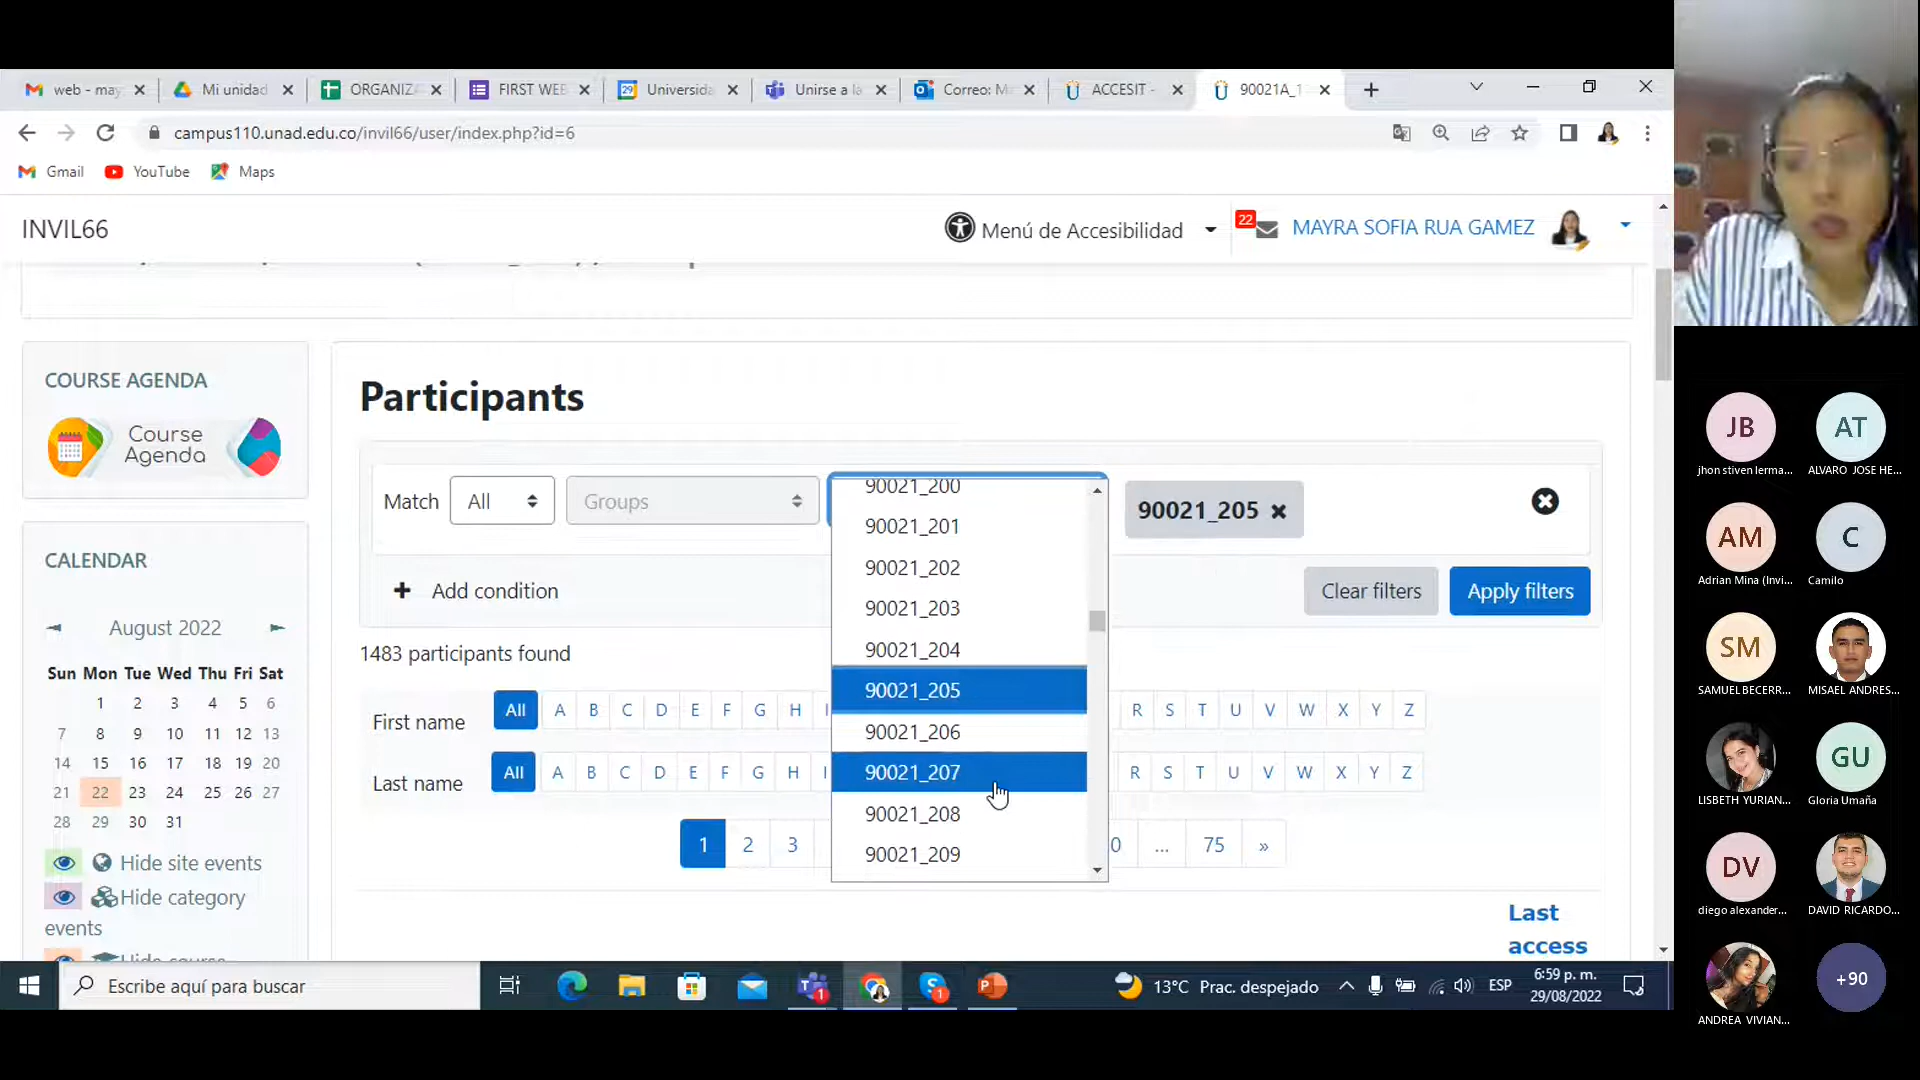 web - may
Mi unidad
ORGANIZA
FIRST WEB
Universida
Unirse a la
Correo: M
ACCESIT -
90021A_1
campus110.unad.edu.co/invil66/user/index.php?id=6
Gmail
YouTube
Maps
INVIL66
Menú de Accesibilidad
22
MAYRA SOFIA RUA GAMEZ
COURSE AGENDA
Course
Agenda
CALENDAR
August 2022
Sun Mon Tue Wed Thu Fri Sat
1 2 3 4 5 6
7 8 9 10 11 12 13
14 15 16 17 18 19 20
21 22 23 24 25 26 27
28 29 30 31
Hide site events
Hide category
events
Hide course
Participants
Match
All
Groups
90021_200
90021_201
90021_202
90021_203
90021_204
90021_205
90021_206
90021_207
90021_208
90021_209
90021_205
Add condition
Clear filters
Apply filters
1483 participants found
First name
All A B C D E F G H I R S T U V W X Y Z
Last name
All A B C D E F G H I R S T U V W X Y Z
1 2 3 0 ... 75 »
Last
access
Escribe aquí para buscar
13°C Prac. despejado
ESP
6:59 p. m.
29/08/2022
JB
jhon stiven lerma...
AT
ALVARO JOSE HE...
AM
Adrian Mina (Invi...
C
Camilo
SM
SAMUEL BECERR...
MISAEL ANDRES...
LISBETH YURIAN...
GU
Gloria Umaña
DV
diego alexander...
DAVID RICARDO...
ANDREA VIVIAN...
+90